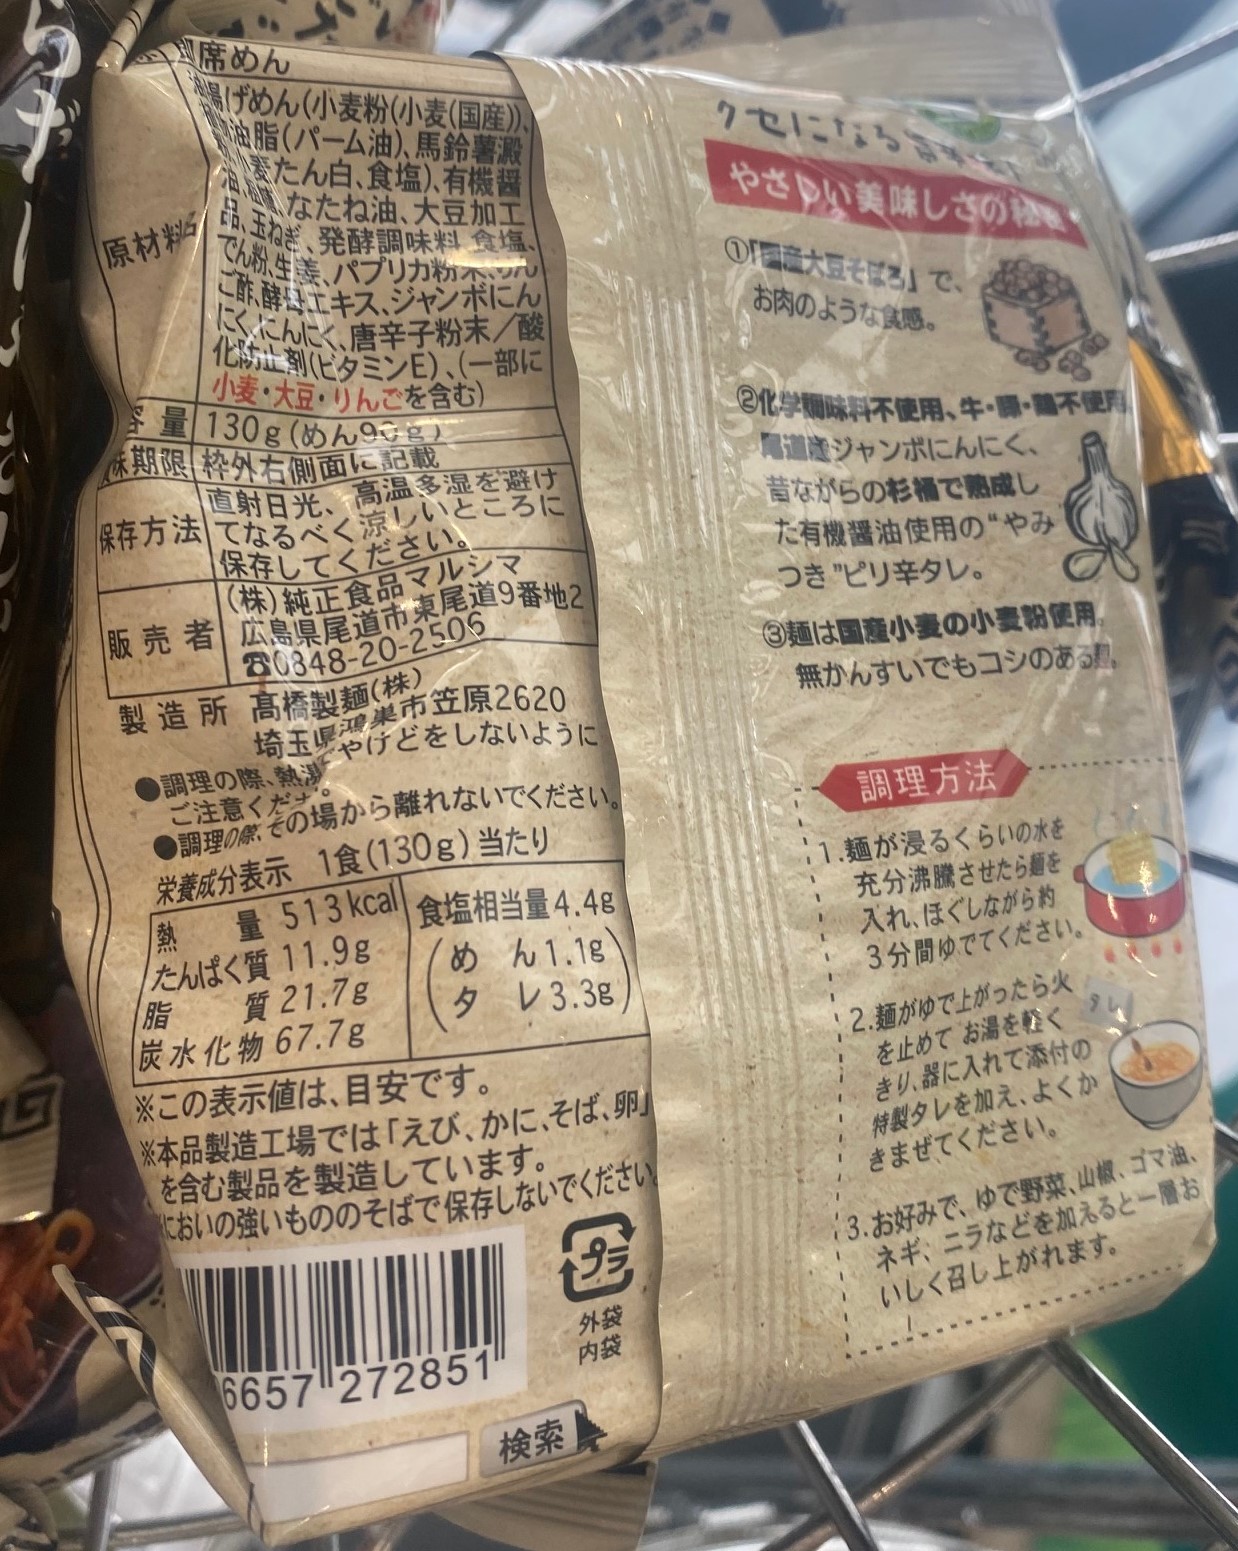 席めん
原材料名
揚げめん(小麦粉(小麦(国産))、
油脂(パーム油)、馬鈴薯澱
小麦たん白、食塩)、有機醤
なたね油、大豆加工
品、玉ねぎ、発酵調味料、食塩、
でん粉、生姜、パプリカ粉末、りん
ご酢、酵母エキス、ジャンボにん
にく、にんにく、唐辛子粉末／酸
化防止剤(ビタミンE)、(一部に
小麦・大豆・りんごを含む)
容量 130g(めん90g)
味期限 枠外右側面に記載
保存方法
直射日光、高温多湿を避け
てなるべく涼しいところに
保存してください。
販売者
(株)純正食品マルシマ
広島県尾道市東尾道9番地2
☎0848-20-2506
製造所 髙橋製麺(株)
埼玉県鴻巣市笠原2620
●調理の際、熱湯でやけどをしないように
ご注意ください。
●調理の際、その場から離れないでください。
栄養成分表示 1食(130g)当たり
熱量 513kcal
たんぱく質 11.9g
脂質 21.7g
炭水化物 67.7g
食塩相当量4.4g
(めん1.1g)
(タレ3.3g)
※この表示値は、目安です。
※本品製造工場では「えび、かに、そば、卵」
を含む製品を製造しています。
においの強いもののそばで保存しないでください
6657 272851
プラ
外袋
内袋
検索
クセになる
やさしい美味しさの秘密
①「国産大豆そぼろ」で、
お肉のような食感。
②化学調味料不使用、牛・豚・鶏不使用
尾道産ジャンボにんにく、
昔ながらの杉桶で熟成し
た有機醤油使用の“やみ
つき”ピリ辛タレ。
③麺は国産小麦の小麦粉使用。
無かんすいでもコシのある麺。
調理方法
1.麺が浸るくらいの水を
充分沸騰させたら麺を
入れ、ほぐしながら約
3分間ゆでてください。
2.麺がゆで上がったら火
を止めて お湯を軽く
きり、器に入れて添付の
特製タレを加え、よくか
きまぜてください。
タレ
3.お好みで、ゆで野菜、山椒、ゴマ油、
ネギ、ニラなどを加えると一層お
いしく召し上がれます。